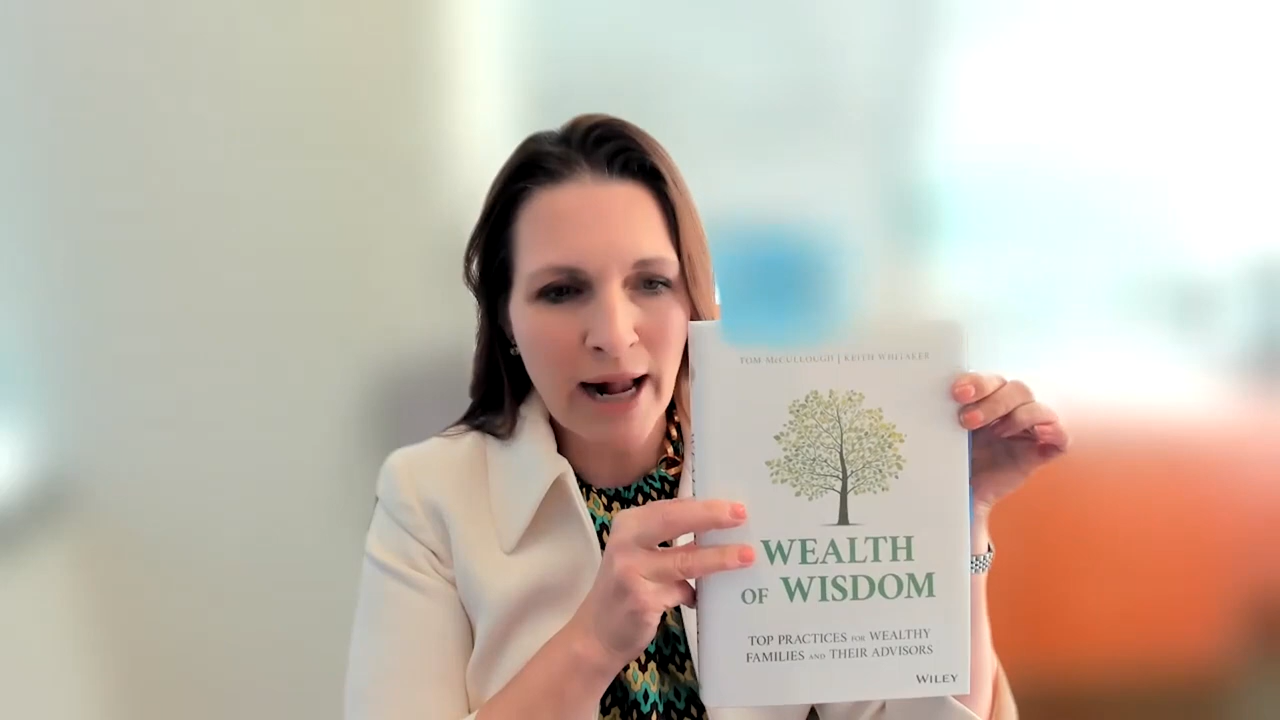 TOM McCULLOUGH | KEITH WHITAKER
WEALTH
OF WISDOM
TOP PRACTICES FOR WEALTHY
FAMILIES AND THEIR ADVISORS
WILEY